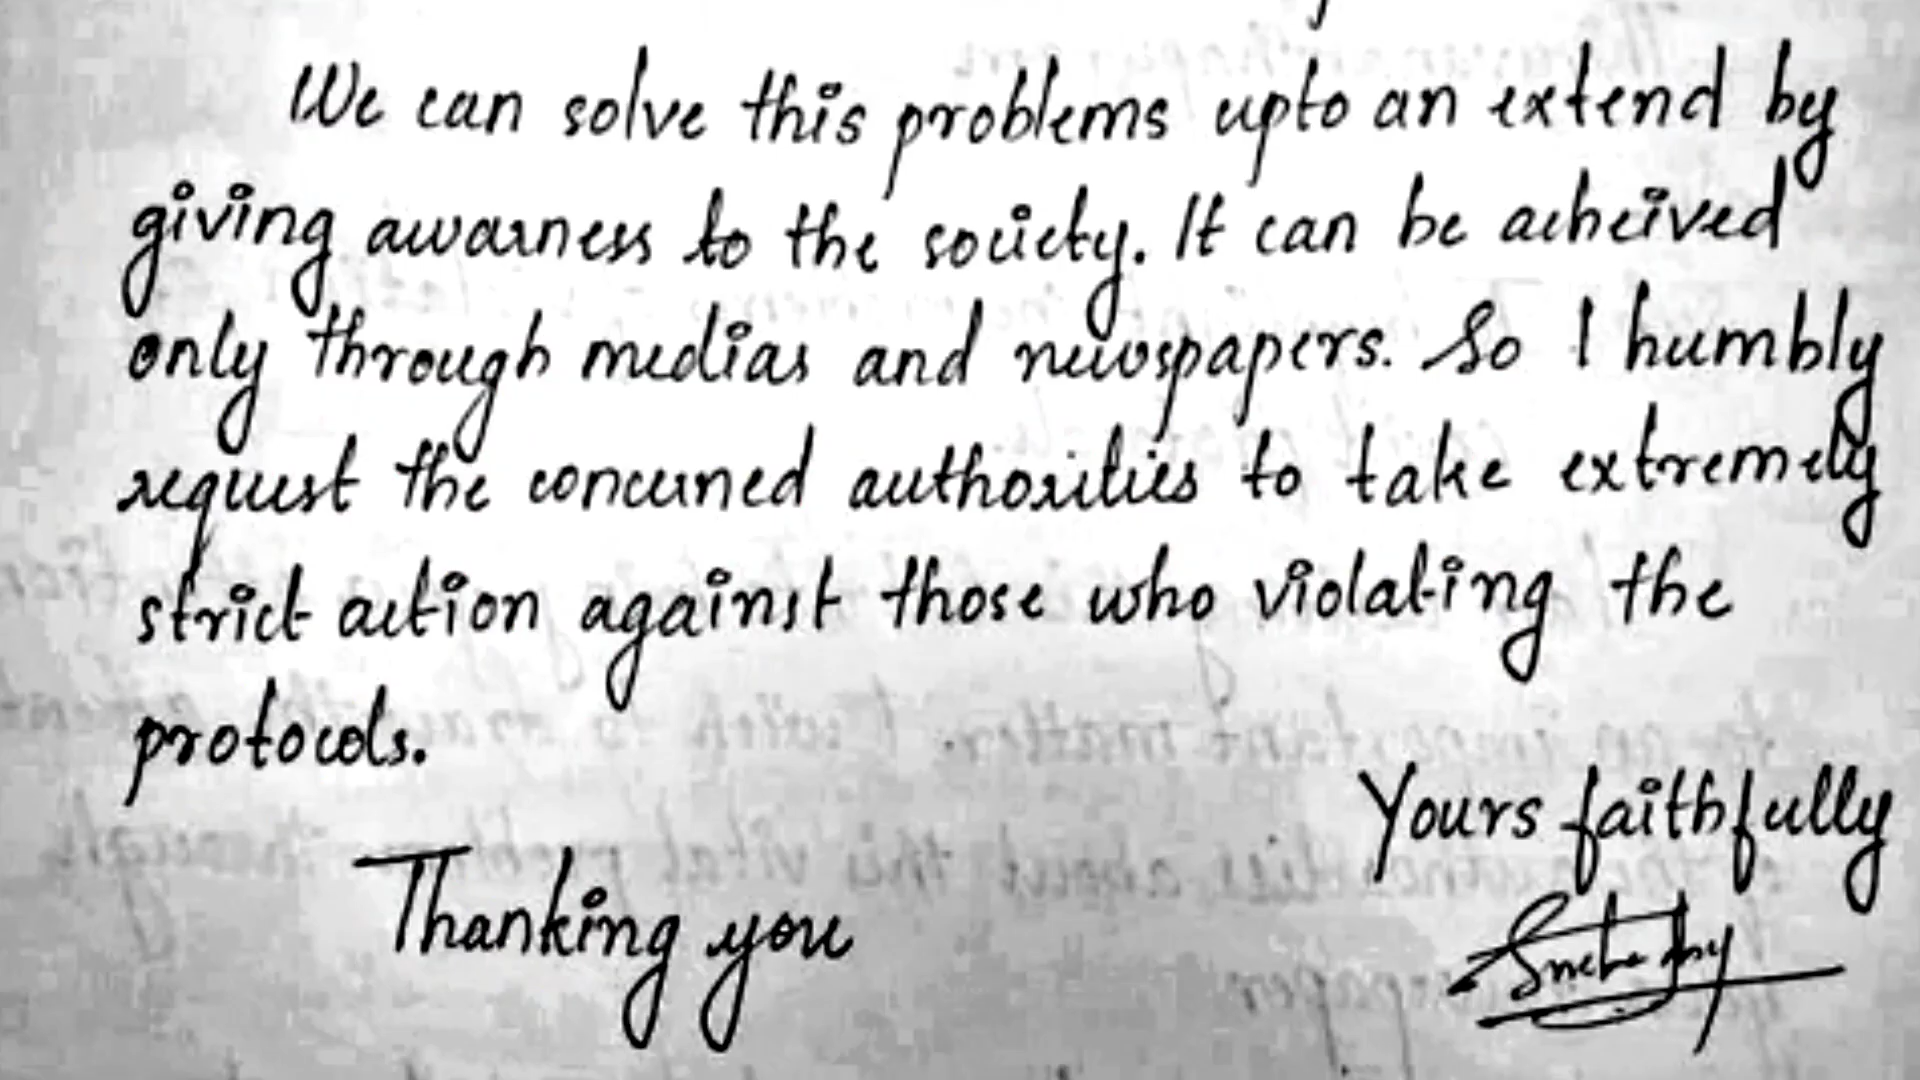 We can solve this problems upto an extend by
giving awarness to the society. It can be acheived
only through medias and newspapers. So I humbly
request the concerned authorities to take extremely
strict action against those who violating the
protocols.
Yours faithfully
Thanking you